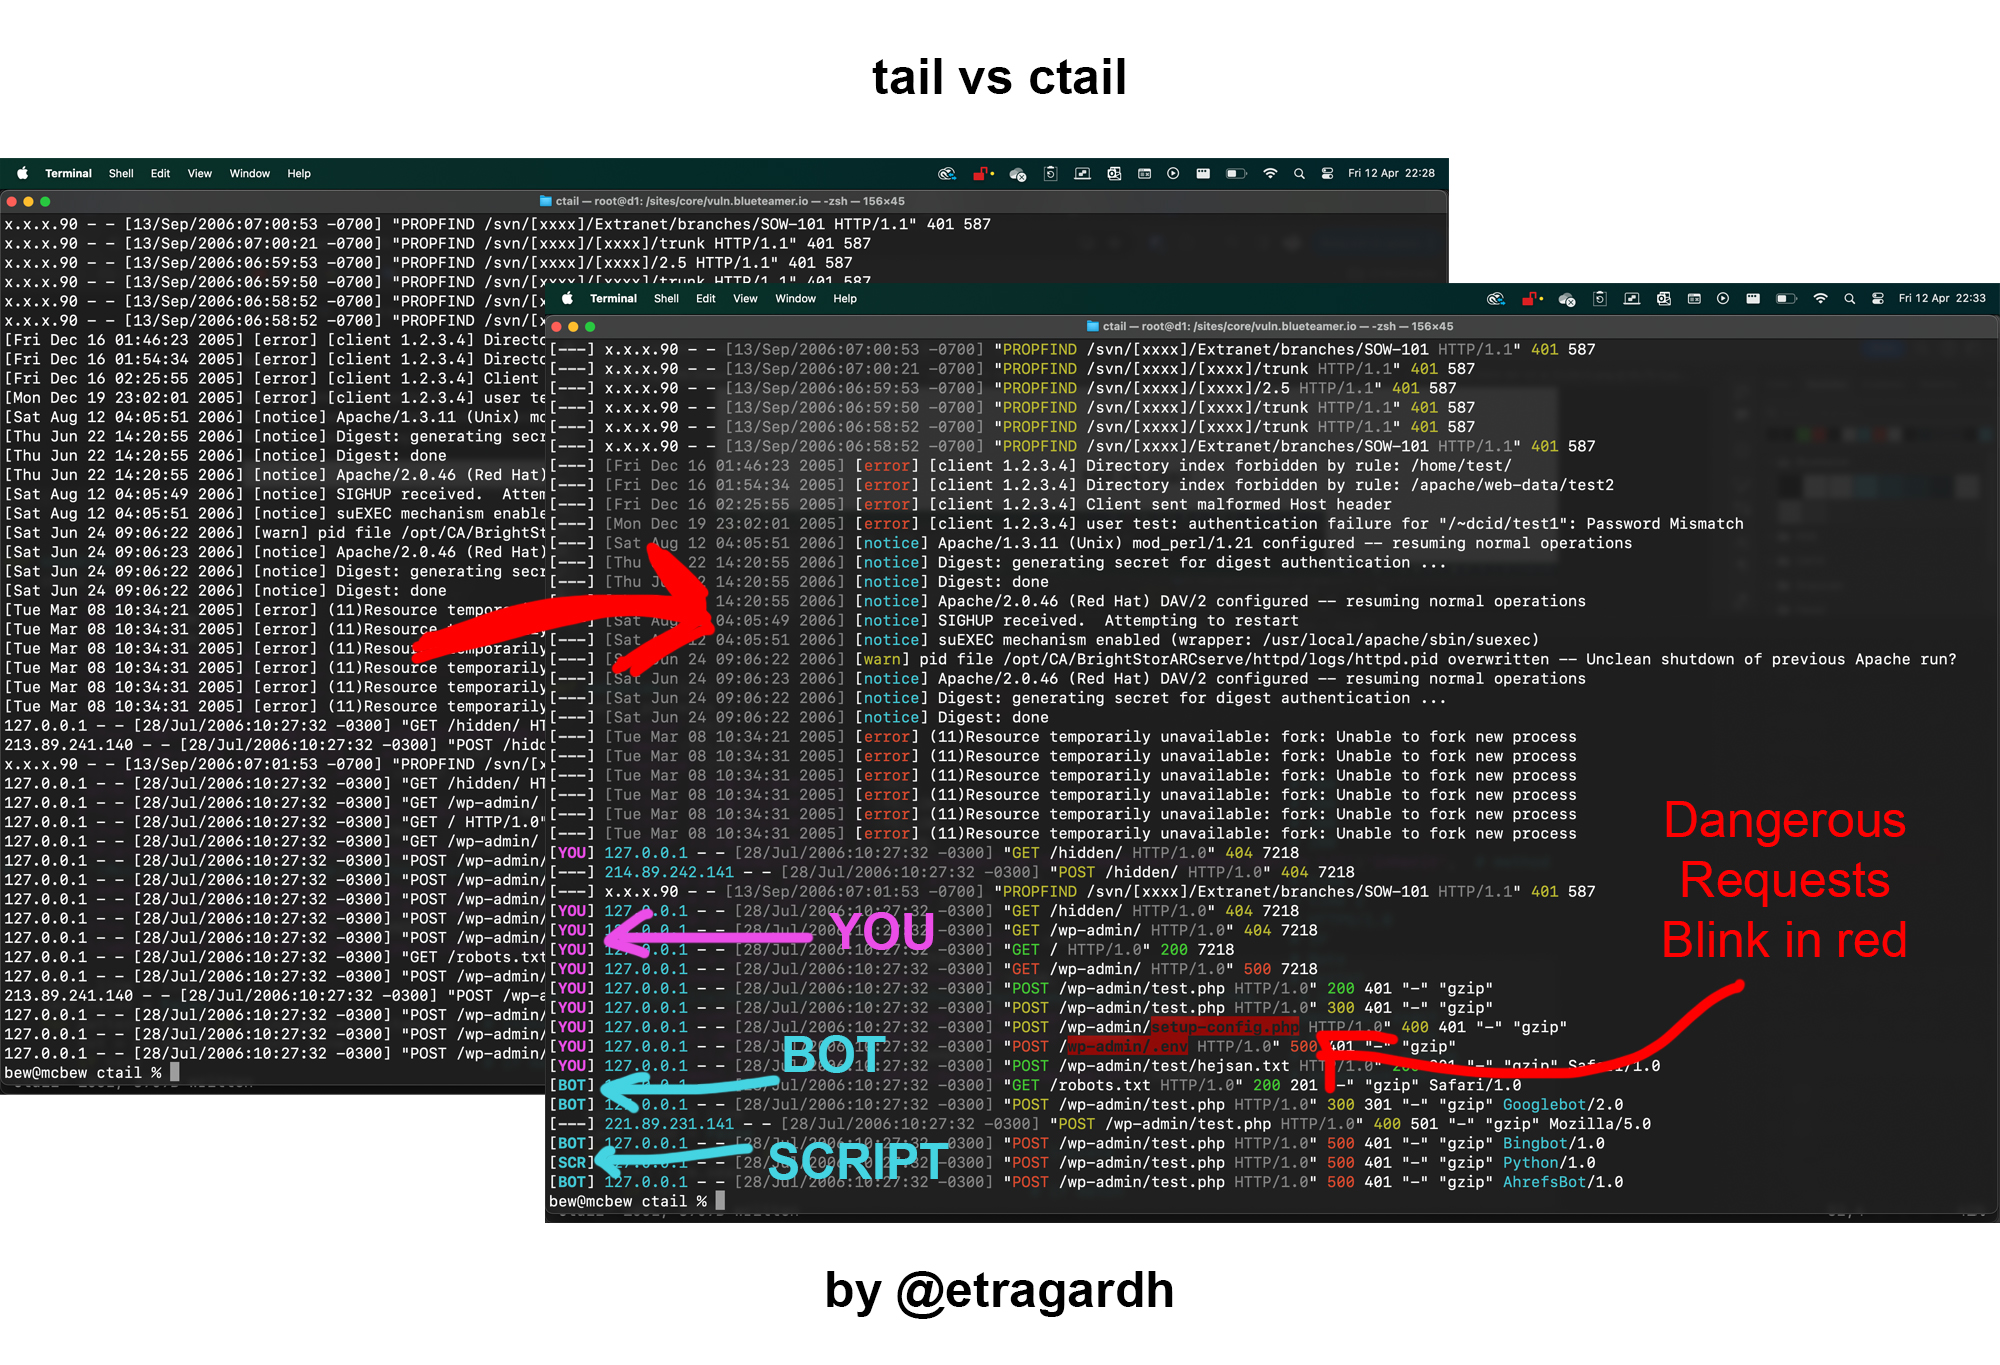 tail vs ctail
Terminal Shell Edit View Window Help
Fri 12 Apr 22:28
ctail — root@d1: /sites/core/vuln.blueteamer.io — -zsh — 156×45
x.x.x.90 - - [13/Sep/2006:07:00:53 -0700] "PROPFIND /svn/[xxxx]/Extranet/branches/SOW-101 HTTP/1.1" 401 587
x.x.x.90 - - [13/Sep/2006:07:00:21 -0700] "PROPFIND /svn/[xxxx]/[xxxx]/trunk HTTP/1.1" 401 587
x.x.x.90 - - [13/Sep/2006:06:59:53 -0700] "PROPFIND /svn/[xxxx]/[xxxx]/2.5 HTTP/1.1" 401 587
x.x.x.90 - - [13/Sep/2006:06:59:50 -0700] "PROPFIND /svn/[xxxx]/[xxxx]/trunk HTTP/1.1" 401 587
x.x.x.90 - - [13/Sep/2006:06:58:52 -0700] "PROPFIND /svn/[x
x.x.x.90 - - [13/Sep/2006:06:58:52 -0700] "PROPFIND /svn/[x
[Fri Dec 16 01:46:23 2005] [error] [client 1.2.3.4] Directo
[Fri Dec 16 01:54:34 2005] [error] [client 1.2.3.4] Directo
[Fri Dec 16 02:25:55 2005] [error] [client 1.2.3.4] Client
[Mon Dec 19 23:02:01 2005] [error] [client 1.2.3.4] user te
[Sat Aug 12 04:05:51 2006] [notice] Apache/1.3.11 (Unix) mo
[Thu Jun 22 14:20:55 2006] [notice] Digest: generating secr
[Thu Jun 22 14:20:55 2006] [notice] Digest: done
[Thu Jun 22 14:20:55 2006] [notice] Apache/2.0.46 (Red Hat)
[Sat Aug 12 04:05:49 2006] [notice] SIGHUP received.  Attem
[Sat Aug 12 04:05:51 2006] [notice] suEXEC mechanism enable
[Sat Jun 24 09:06:22 2006] [warn] pid file /opt/CA/BrightSt
[Sat Jun 24 09:06:23 2006] [notice] Apache/2.0.46 (Red Hat)
[Sat Jun 24 09:06:22 2006] [notice] Digest: generating secr
[Sat Jun 24 09:06:22 2006] [notice] Digest: done
[Tue Mar 08 10:34:21 2005] [error] (11)Resource temporarily
[Tue Mar 08 10:34:31 2005] [error] (11)Resource temporarily
[Tue Mar 08 10:34:31 2005] [error] (11)Resou temporarily
[Tue Mar 08 10:34:31 2005] [error] (11)Resource temporarily
[Tue Mar 08 10:34:31 2005] [error] (11)Resource temporarily
[Tue Mar 08 10:34:31 2005] [error] (11)Resource temporarily
127.0.0.1 - - [28/Jul/2006:10:27:32 -0300] "GET /hidden/ HT
213.89.241.140 - - [28/Jul/2006:10:27:32 -0300] "POST /hidd
x.x.x.90 - - [13/Sep/2006:07:01:53 -0700] "PROPFIND /svn/[x
127.0.0.1 - - [28/Jul/2006:10:27:32 -0300] "GET /hidden/ HT
127.0.0.1 - - [28/Jul/2006:10:27:32 -0300] "GET /wp-admin/
127.0.0.1 - - [28/Jul/2006:10:27:32 -0300] "GET / HTTP/1.0"
127.0.0.1 - - [28/Jul/2006:10:27:32 -0300] "GET /wp-admin/
127.0.0.1 - - [28/Jul/2006:10:27:32 -0300] "POST /wp-admin/
127.0.0.1 - - [28/Jul/2006:10:27:32 -0300] "POST /wp-admin/
127.0.0.1 - - [28/Jul/2006:10:27:32 -0300] "POST /wp-admin/
127.0.0.1 - - [28/Jul/2006:10:27:32 -0300] "POST /wp-admin/
127.0.0.1 - - [28/Jul/2006:10:27:32 -0300] "POST /wp-admin/
127.0.0.1 - - [28/Jul/2006:10:27:32 -0300] "GET /robots.txt
127.0.0.1 - - [28/Jul/2006:10:27:32 -0300] "POST /wp-admin/
213.89.241.140 - - [28/Jul/2006:10:27:32 -0300] "POST /wp-a
127.0.0.1 - - [28/Jul/2006:10:27:32 -0300] "POST /wp-admin/
127.0.0.1 - - [28/Jul/2006:10:27:32 -0300] "POST /wp-admin/
127.0.0.1 - - [28/Jul/2006:10:27:32 -0300] "POST /wp-admin/
bew@mcbew ctail %
Terminal Shell Edit View Window Help
Fri 12 Apr 22:33
ctail — root@d1: /sites/core/vuln.blueteamer.io — -zsh — 156×45
[---] x.x.x.90 - - [13/Sep/2006:07:00:53 -0700] "PROPFIND /svn/[xxxx]/Extranet/branches/SOW-101 HTTP/1.1" 401 587
[---] x.x.x.90 - - [13/Sep/2006:07:00:21 -0700] "PROPFIND /svn/[xxxx]/[xxxx]/trunk HTTP/1.1" 401 587
[---] x.x.x.90 - - [13/Sep/2006:06:59:53 -0700] "PROPFIND /svn/[xxxx]/[xxxx]/2.5 HTTP/1.1" 401 587
[---] x.x.x.90 - - [13/Sep/2006:06:59:50 -0700] "PROPFIND /svn/[xxxx]/[xxxx]/trunk HTTP/1.1" 401 587
[---] x.x.x.90 - - [13/Sep/2006:06:58:52 -0700] "PROPFIND /svn/[xxxx]/[xxxx]/trunk HTTP/1.1" 401 587
[---] x.x.x.90 - - [13/Sep/2006:06:58:52 -0700] "PROPFIND /svn/[xxxx]/Extranet/branches/SOW-101 HTTP/1.1" 401 587
[---] [Fri Dec 16 01:46:23 2005] [error] [client 1.2.3.4] Directory index forbidden by rule: /home/test/
[---] [Fri Dec 16 01:54:34 2005] [error] [client 1.2.3.4] Directory index forbidden by rule: /apache/web-data/test2
[---] [Fri Dec 16 02:25:55 2005] [error] [client 1.2.3.4] Client sent malformed Host header
[---] [Mon Dec 19 23:02:01 2005] [error] [client 1.2.3.4] user test: authentication failure for "/~dcid/test1": Password Mismatch
[---] [Sat Aug 12 04:05:51 2006] [notice] Apache/1.3.11 (Unix) mod_perl/1.21 configured -- resuming normal operations
[---] [Thu 22 14:20:55 2006] [notice] Digest: generating secret for digest authentication ...
[---] [Thu 14:20:55 2006] [notice] Digest: done
[---] 14:20:55 2006] [notice] Apache/2.0.46 (Red Hat) DAV/2 configured -- resuming normal operations
[---] [Sat Aug 04:05:49 2006] [notice] SIGHUP received.  Attempting to restart
[---] [Sat Aug 04:05:51 2006] [notice] suEXEC mechanism enabled (wrapper: /usr/local/apache/sbin/suexec)
[---] Jun 24 09:06:22 2006] [warn] pid file /opt/CA/BrightStorARCserve/httpd/logs/httpd.pid overwritten -- Unclean shutdown of previous Apache run?
[---] [Sat Jun 24 09:06:23 2006] [notice] Apache/2.0.46 (Red Hat) DAV/2 configured -- resuming normal operations
[---] [Sat Jun 24 09:06:22 2006] [notice] Digest: generating secret for digest authentication ...
[---] [Sat Jun 24 09:06:22 2006] [notice] Digest: done
[---] [Tue Mar 08 10:34:21 2005] [error] (11)Resource temporarily unavailable: fork: Unable to fork new process
[---] [Tue Mar 08 10:34:31 2005] [error] (11)Resource temporarily unavailable: fork: Unable to fork new process
[---] [Tue Mar 08 10:34:31 2005] [error] (11)Resource temporarily unavailable: fork: Unable to fork new process
[---] [Tue Mar 08 10:34:31 2005] [error] (11)Resource temporarily unavailable: fork: Unable to fork new process
[---] [Tue Mar 08 10:34:31 2005] [error] (11)Resource temporarily unavailable: fork: Unable to fork new process
[---] [Tue Mar 08 10:34:31 2005] [error] (11)Resource temporarily unavailable: fork: Unable to fork new process
[YOU] 127.0.0.1 - - [28/Jul/2006:10:27:32 -0300] "GET /hidden/ HTTP/1.0" 404 7218
[---] 214.89.242.141 - - [28/Jul/2006:10:27:32 -0300] "POST /hidden/ HTTP/1.0" 404 7218
[---] x.x.x.90 - - [13/Sep/2006:07:01:53 -0700] "PROPFIND /svn/[xxxx]/Extranet/branches/SOW-101 HTTP/1.1" 401 587
[YOU] 127.0.0.1 - - [28/Jul/2006:10:27:32 -0300] "GET /hidden/ HTTP/1.0" 404 7218
[YOU] 127.0.0.1 - - [28/Jul/2006:10:27:32 -0300] "GET /wp-admin/ HTTP/1.0" 404 7218
[YOU] 127.0.0.1 - - [28/Jul/2006:10:27:32 -0300] "GET / HTTP/1.0" 200 7218
[YOU] 127.0.0.1 - - [28/Jul/2006:10:27:32 -0300] "GET /wp-admin/ HTTP/1.0" 500 7218
[YOU] 127.0.0.1 - - [28/Jul/2006:10:27:32 -0300] "POST /wp-admin/test.php HTTP/1.0" 200 401 "-" "gzip"
[YOU] 127.0.0.1 - - [28/Jul/2006:10:27:32 -0300] "POST /wp-admin/test.php HTTP/1.0" 300 401 "-" "gzip"
[YOU] 127.0.0.1 - - [28/Jul/2006:10:27:32 -0300] "POST /wp-admin/setup-config.php HTTP/1.0" 400 401 "-" "gzip"
[YOU] 127.0.0.1 - - [28/Jul/2006:10:27:32 -0300] "POST /wp-admin/.env HTTP/1.0" 500 401 "-" "gzip"
[YOU] 127.0.0.1 - - [28/Jul/2006:10:27:32 -0300] "POST /wp-admin/test/hejsan.txt HTTP/1.0" "gzip" Safari/1.0
[BOT] 127.0.0.1 - - [28/Jul/2006:10:27:32 -0300] "GET /robots.txt HTTP/1.0" 200 201 "-" "gzip" Safari/1.0
[BOT] 127.0.0.1 - - [28/Jul/2006:10:27:32 -0300] "POST /wp-admin/test.php HTTP/1.0" 300 301 "-" "gzip" Googlebot/2.0
[---] 221.89.231.141 - - [28/Jul/2006:10:27:32 -0300] "POST /wp-admin/test.php HTTP/1.0" 400 501 "-" "gzip" Mozilla/5.0
[BOT] 127.0.0.1 - - [28/Jul/2006:10:27:32 -0300] "POST /wp-admin/test.php HTTP/1.0" 500 401 "-" "gzip" Bingbot/1.0
[SCR] 127.0.0.1 - - [28/Jul/2006:10:27:32 -0300] "POST /wp-admin/test.php HTTP/1.0" 500 401 "-" "gzip" Python/1.0
[BOT] 127.0.0.1 - - [28/Jul/2006:10:27:32 -0300] "POST /wp-admin/test.php HTTP/1.0" 500 401 "-" "gzip" AhrefsBot/1.0
bew@mcbew ctail %
Dangerous
Requests
Blink in red
YOU
BOT
SCRIPT
by @etragardh